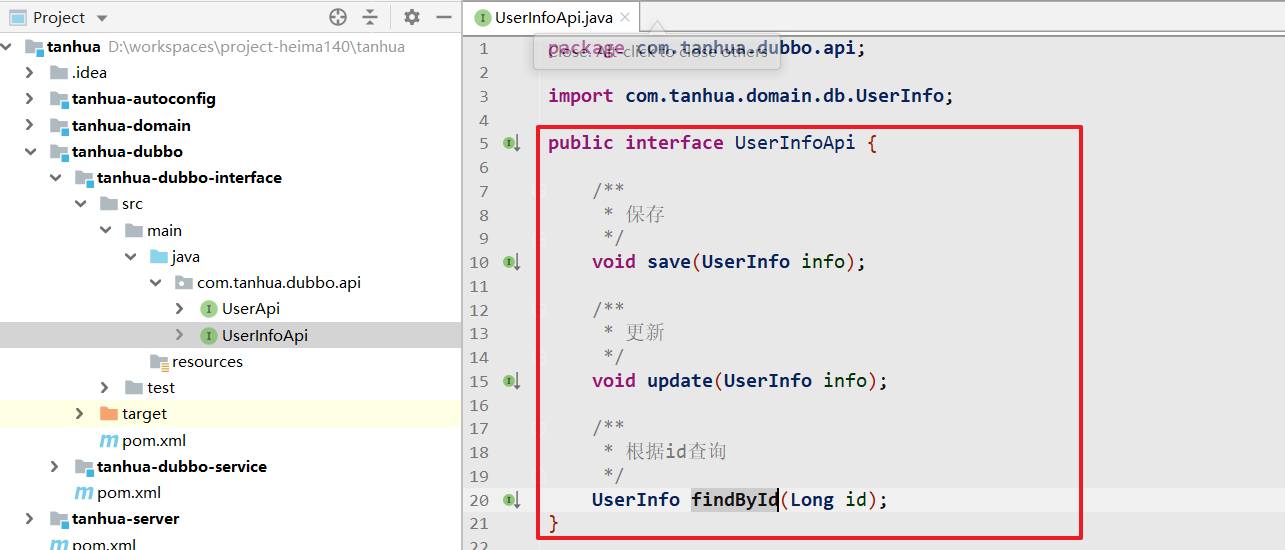 Project
tanhua D:\workspaces\project-heima140\tanhua
.idea
tanhua-autoconfig
tanhua-domain
tanhua-dubbo
tanhua-dubbo-interface
src
main
java
com.tanhua.dubbo.api
UserApi
UserInfoApi
resources
test
target
pom.xml
tanhua-dubbo-service
pom.xml
tanhua-server
pom.xml
UserInfoApi.java
1 package com.tanhua.dubbo.api;
Close. Alt-click to close others
2
3 import com.tanhua.domain.db.UserInfo;
4
5 public interface UserInfoApi {
6
7 /**
8 * 保存
9 */
10 void save(UserInfo info);
11
12 /**
13 * 更新
14 */
15 void update(UserInfo info);
16
17 /**
18 * 根据id查询
19 */
20 UserInfo findById(Long id);
21 }
22